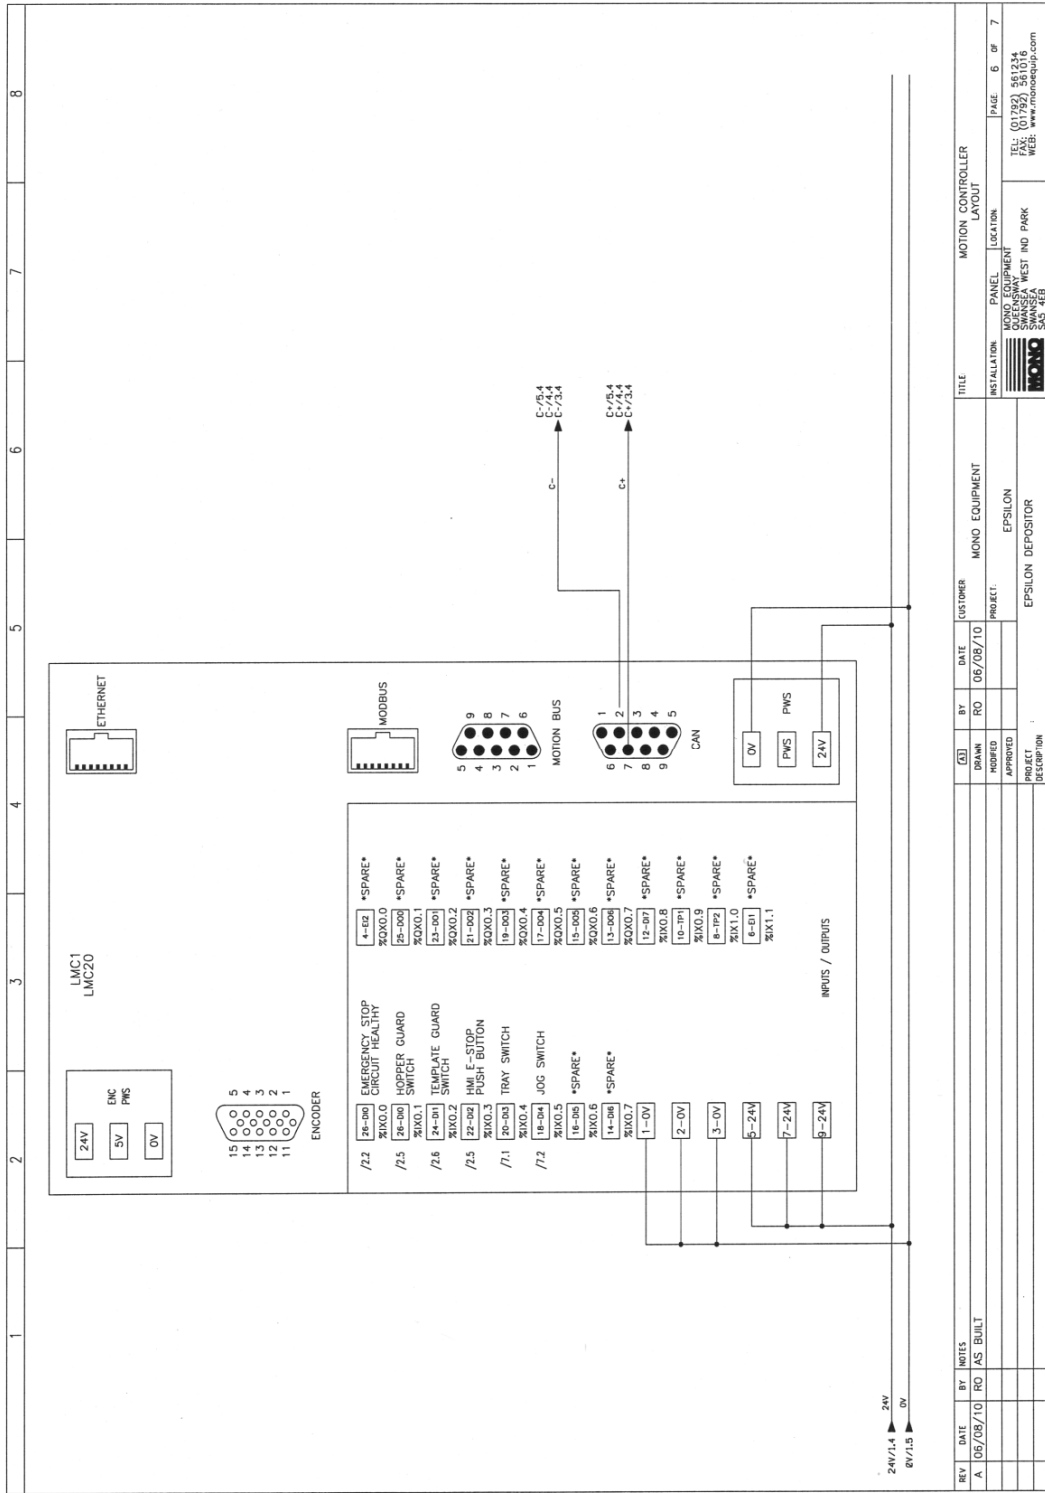 1 2 3 4 5 6 7 8
LMC1
LMC20
24V
5V
0V
ENC
PWS
15 5
14 4
13 3
12 2
11 1
ENCODER
ETHERNET
MODBUS
5 9
4 8
3 7
2 6
1
MOTION BUS
1
6 2
7 3
8 4
9 5
CAN
0V
PWS PWS
24V
/2.2 26-DI0 EMERGENCY STOP
%IX0.0 CIRCUIT HEALTHY
/2.5 26-DI0 HOPPER GUARD
%IX0.1 SWITCH
/2.6 24-DI1 TEMPLATE GUARD
%IX0.2 SWITCH
/2.5 22-DI2 HMI E-STOP
%IX0.3 PUSH BUTTON
/7.1 20-DI3 TRAY SWITCH
%IX0.4
/7.2 18-DI4 JOG SWITCH
%IX0.5
16-DI5 *SPARE*
%IX0.6
14-DI6 *SPARE*
%IX0.7
1-0V
2-0V
3-0V
5-24V
7-24V
9-24V
4-EI2 *SPARE*
%QX0.0
25-DO0 *SPARE*
%QX0.1
23-DO1 *SPARE*
%QX0.2
21-DO2 *SPARE*
%QX0.3
19-DO3 *SPARE*
%QX0.4
17-DO4 *SPARE*
%QX0.5
15-DO5 *SPARE*
%QX0.6
13-DO6 *SPARE*
%QX0.7
12-DI7 *SPARE*
%IX0.8
10-TP1 *SPARE*
%IX0.9
8-TP2 *SPARE*
%IX1.0
6-EI1 *SPARE*
%IX1.1
INPUTS / OUTPUTS
C-
C-/5.4
C-/4.4
C-/3.4
C+
C+/5.4
C+/4.4
C+/3.4
24V/1.4 24V
0V/1.5 0V
REV DATE BY NOTES
A 06/08/10 RO AS BUILT
A3 BY DATE
DRAWN RO 06/08/10
MODIFIED
APPROVED
PROJECT
DESCRIPTION
EPSILON DEPOSITOR
CUSTOMER: MONO EQUIPMENT
PROJECT: EPSILON
TITLE: MOTION CONTROLLER
LAYOUT
INSTALLATION: PANEL LOCATION: PAGE: 6 OF 7
MONO
MONO EQUIPMENT
QUEENSWAY
SWANSEA WEST IND PARK
SWANSEA
SA5 4EB
TEL: (01792) 561234
FAX: (01792) 561016
WEB: www.monoequip.com